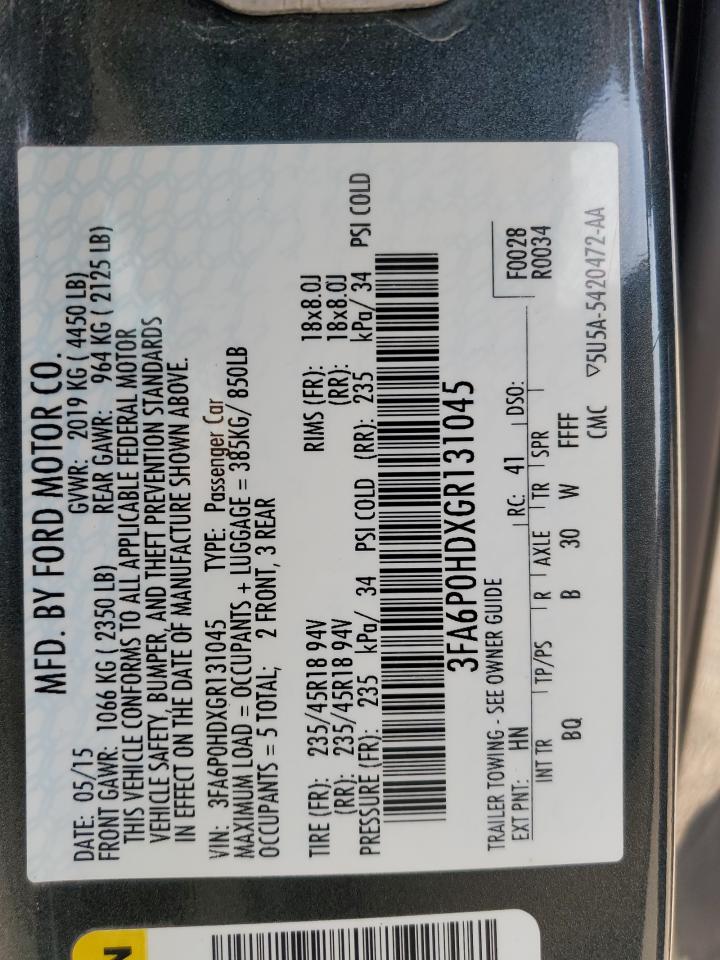 MFD. BY FORD MOTOR CO.
DATE: 05/15 GVWR: 2019 KG ( 4450 LB)
FRONT GAWR: 1066 KG ( 2350 LB) REAR GAWR: 964 KG ( 2125 LB)
THIS VEHICLE CONFORMS TO ALL APPLICABLE FEDERAL MOTOR
VEHICLE SAFETY, BUMPER, AND THEFT PREVENTION STANDARDS
IN EFFECT ON THE DATE OF MANUFACTURE SHOWN ABOVE.
VIN: 3FA6P0HDXGR131045 TYPE: Passenger Car
MAXIMUM LOAD = OCCUPANTS + LUGGAGE = 385KG/ 850LB
OCCUPANTS = 5 TOTAL; 2 FRONT, 3 REAR
TIRE (FR): 235/45R18 94V RIMS (FR): 18x8.0J
(RR): 235/45R18 94V (RR): 18x8.0J
PRESSURE (FR): 235 kPa/ 34 PSI COLD (RR): 235 kPa/ 34 PSI COLD
3FA6P0HDXGR131045
TRAILER TOWING - SEE OWNER GUIDE F0028
EXT PNT: HN RC: 41 DSO: R0034
INT TR TP/PS R AXLE TR SPR
BQ B 30 W FFFF
CMC ▽5U5A-5420472-AA
N